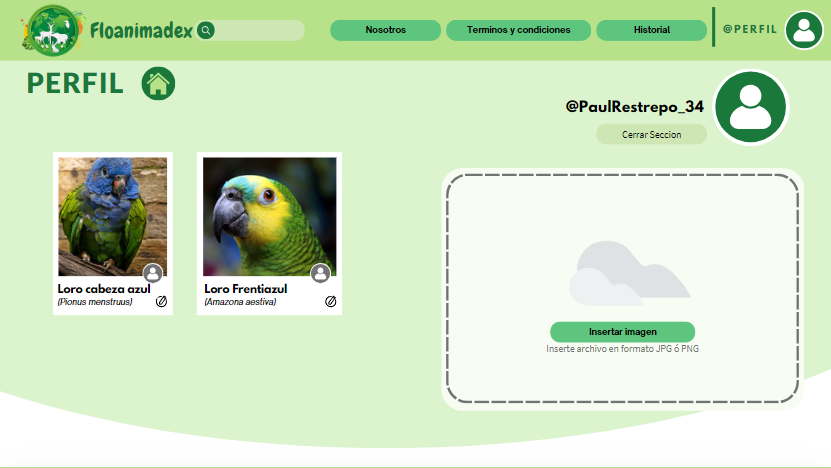 Floanimadex
Nosotros
Terminos y condiciones
Historial
@PERFIL
PERFIL
@PaulRestrepo_34
Cerrar Seccion
Loro cabeza azul
(Pionus menstruus)
Loro Frentiazul
(Amazona aestiva)
Insertar imagen
Inserte archivo en formato JPG ó PNG